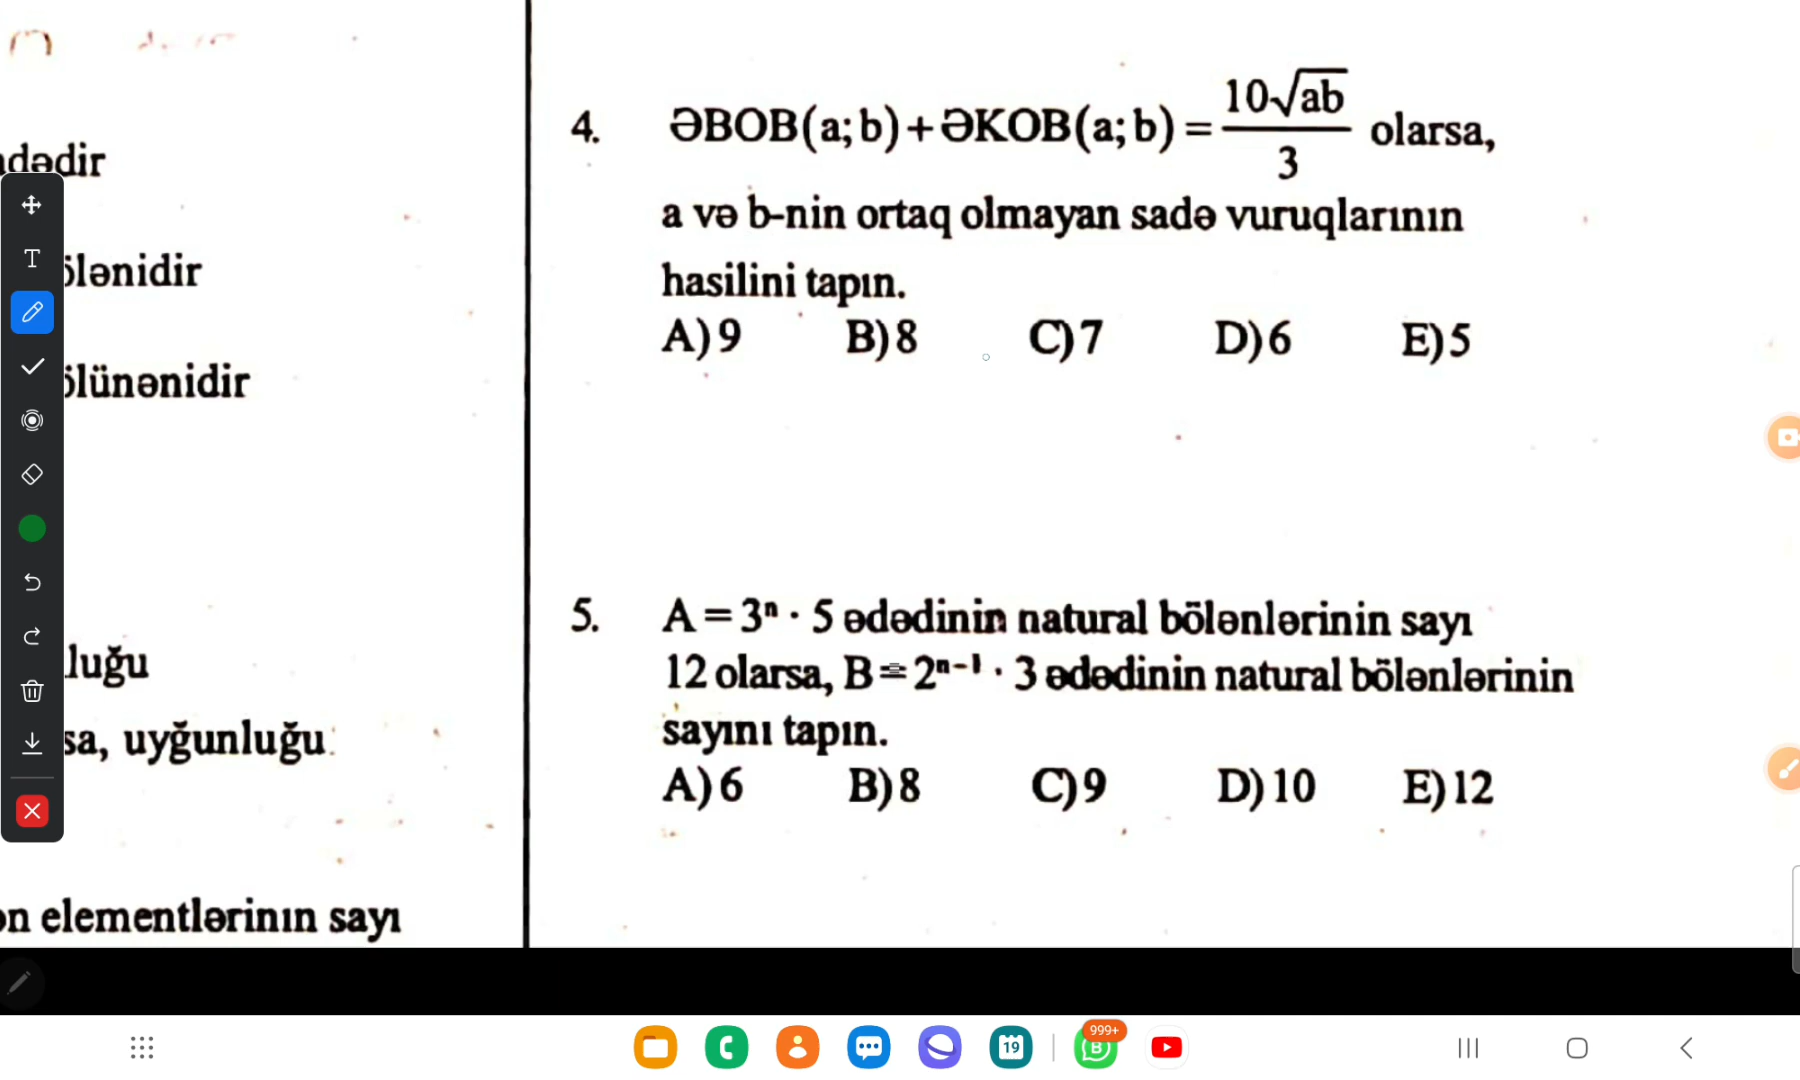 ədədir
ölənidir
ölünənidir
luğu
sa, uyğunluğu
ən elementlərinın sayı
4. ƏBOB(a; b) + ƏKOB(a; b) = 10√ab / 3 olarsa,
a və b-nin ortaq olmayan sadə vuruqlarının
hasilini tapın.
A) 9 B) 8 C) 7 D) 6 E) 5
5. A = 3ⁿ · 5 ədədinin natural bölənlərinin sayı
12 olarsa, B = 2ⁿ⁻¹ · 3 ədədinin natural bölənlərinin
sayını tapın.
A) 6 B) 8 C) 9 D) 10 E) 12
T
19
B
999+